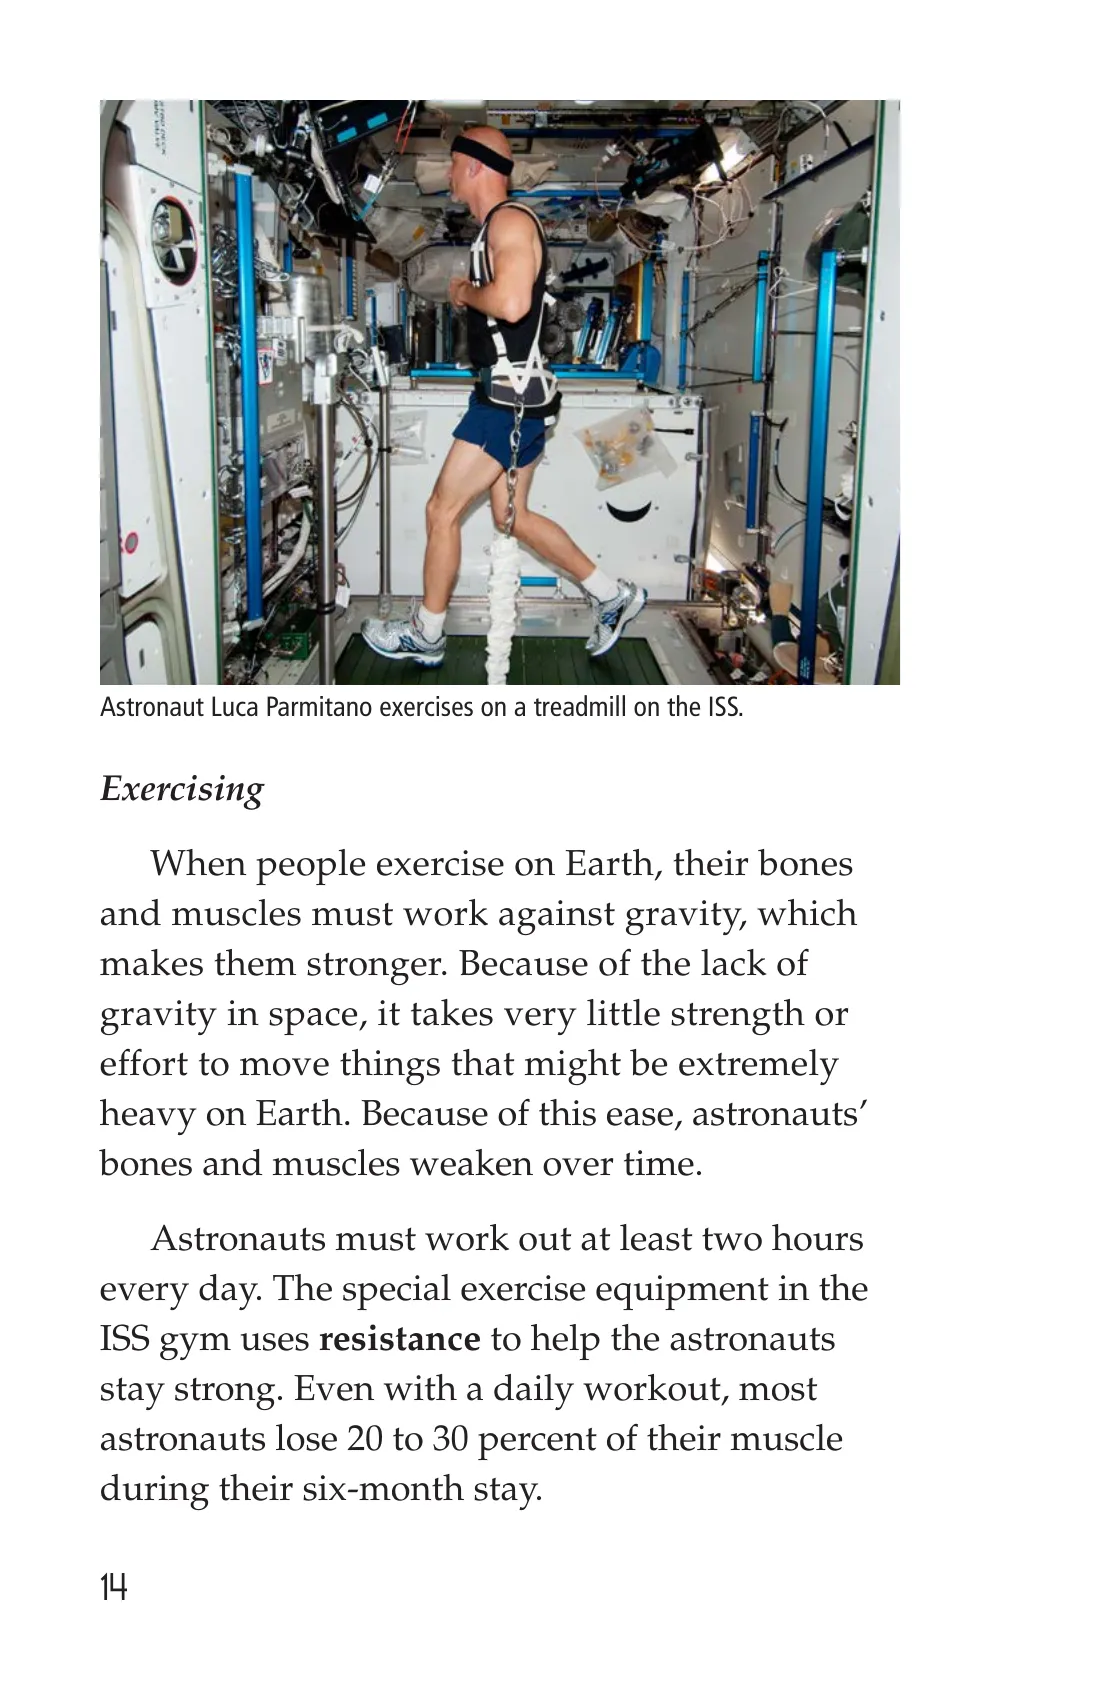 Astronaut Luca Parmitano exercises on a treadmill on the ISS.
Exercising
When people exercise on Earth, their bones
and muscles must work against gravity, which
makes them stronger. Because of the lack of
gravity in space, it takes very little strength or
effort to move things that might be extremely
heavy on Earth. Because of this ease, astronauts’
bones and muscles weaken over time.
Astronauts must work out at least two hours
every day. The special exercise equipment in the
ISS gym uses resistance to help the astronauts
stay strong. Even with a daily workout, most
astronauts lose 20 to 30 percent of their muscle
during their six-month stay.
14